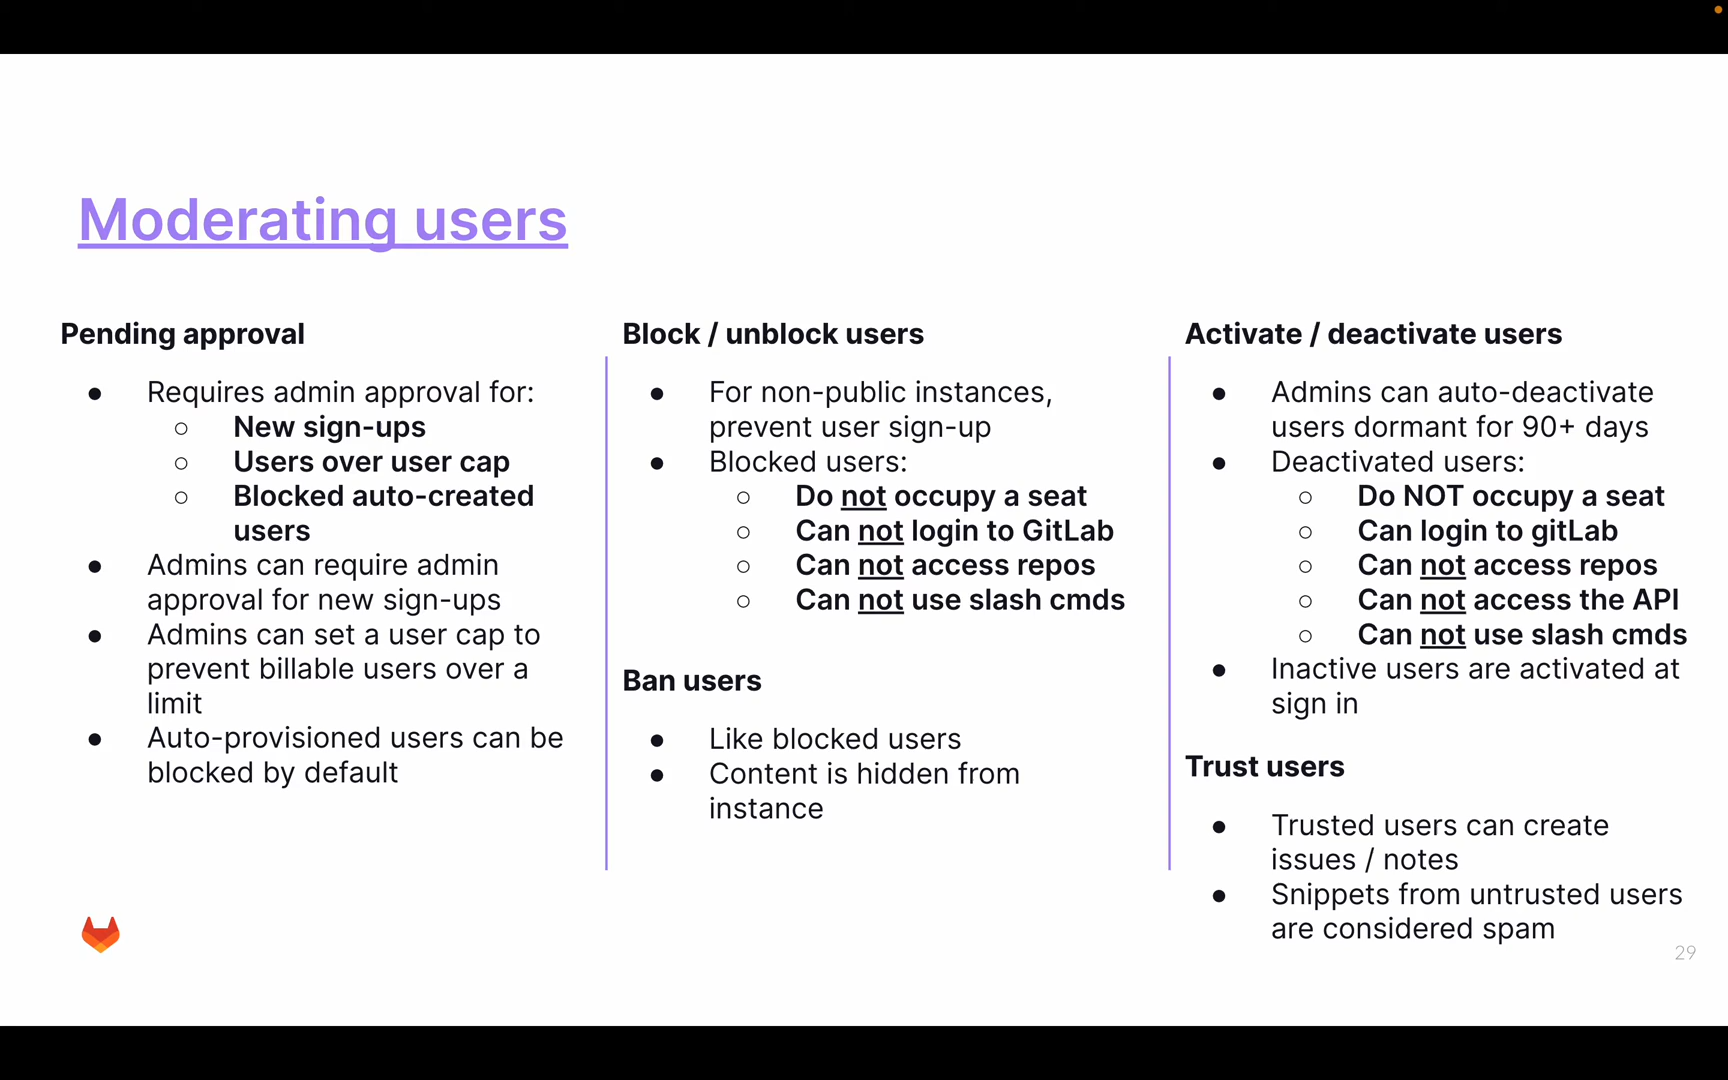 Moderating users
Pending approval
● Requires admin approval for:
○ New sign-ups
○ Users over user cap
○ Blocked auto-created
users
● Admins can require admin
approval for new sign-ups
● Admins can set a user cap to
prevent billable users over a
limit
● Auto-provisioned users can be
blocked by default
Block / unblock users
● For non-public instances,
prevent user sign-up
● Blocked users:
○ Do not occupy a seat
○ Can not login to GitLab
○ Can not access repos
○ Can not use slash cmds
Ban users
● Like blocked users
● Content is hidden from
instance
Activate / deactivate users
● Admins can auto-deactivate
users dormant for 90+ days
● Deactivated users:
○ Do NOT occupy a seat
○ Can login to gitLab
○ Can not access repos
○ Can not access the API
○ Can not use slash cmds
● Inactive users are activated at
sign in
Trust users
● Trusted users can create
issues / notes
● Snippets from untrusted users
are considered spam
29